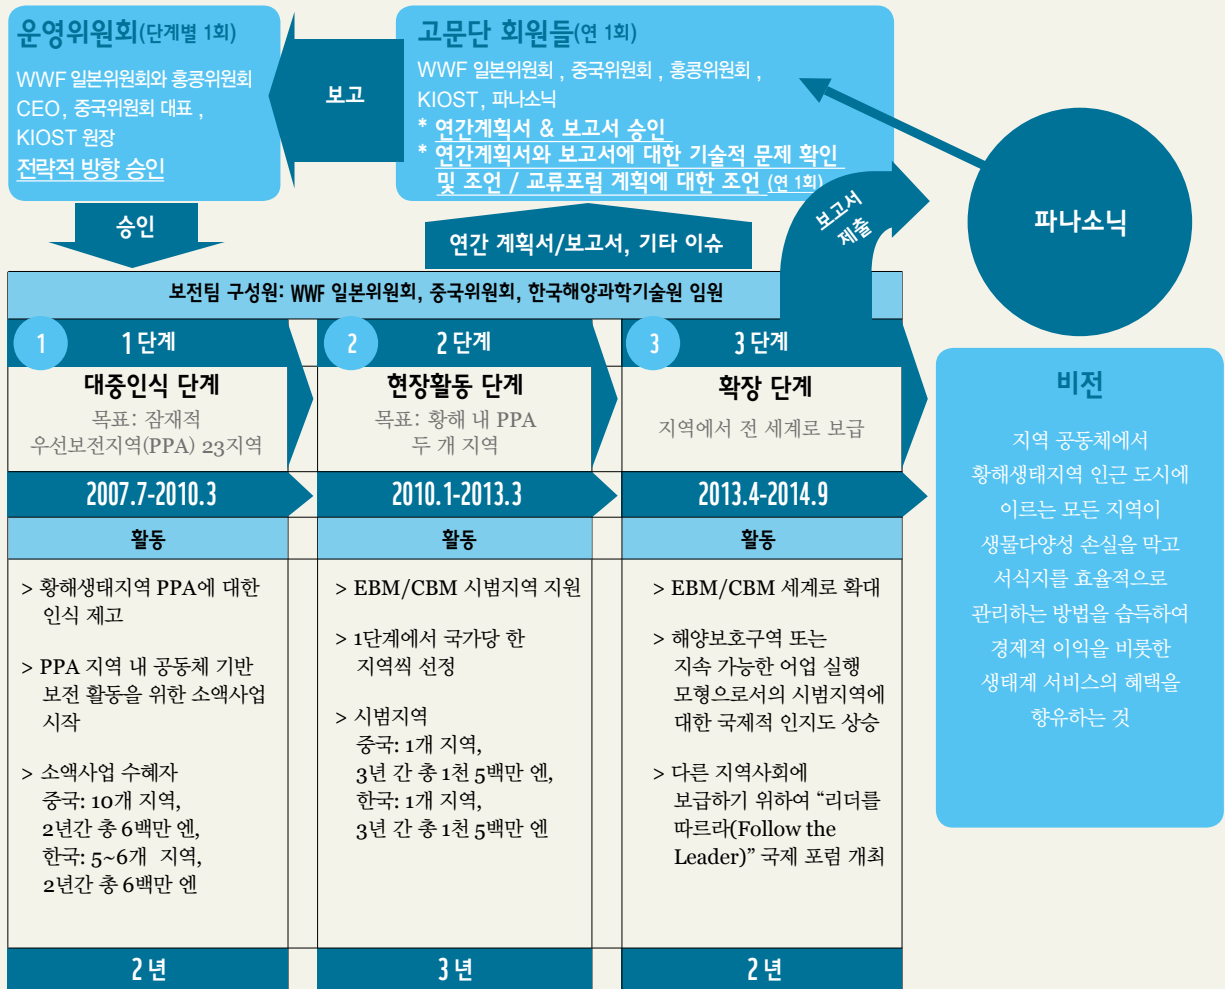 운영위원회(단계별 1회)
WWF 일본위원회와 홍콩위원회
CEO, 중국위원회 대표 ,
KIOST 원장
전략적 방향 승인
보고
고문단 회원들(연 1회)
WWF 일본위원회 , 중국위원회 , 홍콩위원회 ,
KIOST, 파나소닉
* 연간계획서 & 보고서 승인
* 연간계획서와 보고서에 대한 기술적 문제 확인
및 조언 / 교류포럼 계획에 대한 조언 (연 1회)
승인
연간 계획서/보고서, 기타 이슈
보고서
제출
파나소닉
보전팀 구성원: WWF 일본위원회, 중국위원회, 한국해양과학기술원 임원
1
1 단계
대중인식 단계
목표: 잠재적
우선보전지역(PPA) 23지역
2007.7-2010.3
활동
> 황해생태지역 PPA에 대한
인식 제고
> PPA 지역 내 공동체 기반
보전 활동을 위한 소액사업
시작
> 소액사업 수혜자
중국: 10개 지역,
2년간 총 6백만 엔,
한국: 5~6개 지역,
2년간 총 6백만 엔
2 년
2
2 단계
현장활동 단계
목표: 황해 내 PPA
두 개 지역
2010.1-2013.3
활동
> EBM/CBM 시범지역 지원
> 1단계에서 국가당 한
지역씩 선정
> 시범지역
중국: 1개 지역,
3년 간 총 1천 5백만 엔,
한국: 1개 지역,
3년 간 총 1천 5백만 엔
3 년
3
3 단계
확장 단계
지역에서 전 세계로 보급
2013.4-2014.9
활동
> EBM/CBM 세계로 확대
> 해양보호구역 또는
지속 가능한 어업 실행
모형으로서의 시범지역에
대한 국제적 인지도 상승
> 다른 지역사회에
보급하기 위하여 “리더를
따르라(Follow the
Leader)” 국제 포럼 개최
2 년
비전
지역 공동체에서
황해생태지역 인근 도시에
이르는 모든 지역이
생물다양성 손실을 막고
서식지를 효율적으로
관리하는 방법을 습득하여
경제적 이익을 비롯한
생태계 서비스의 혜택을
향유하는 것